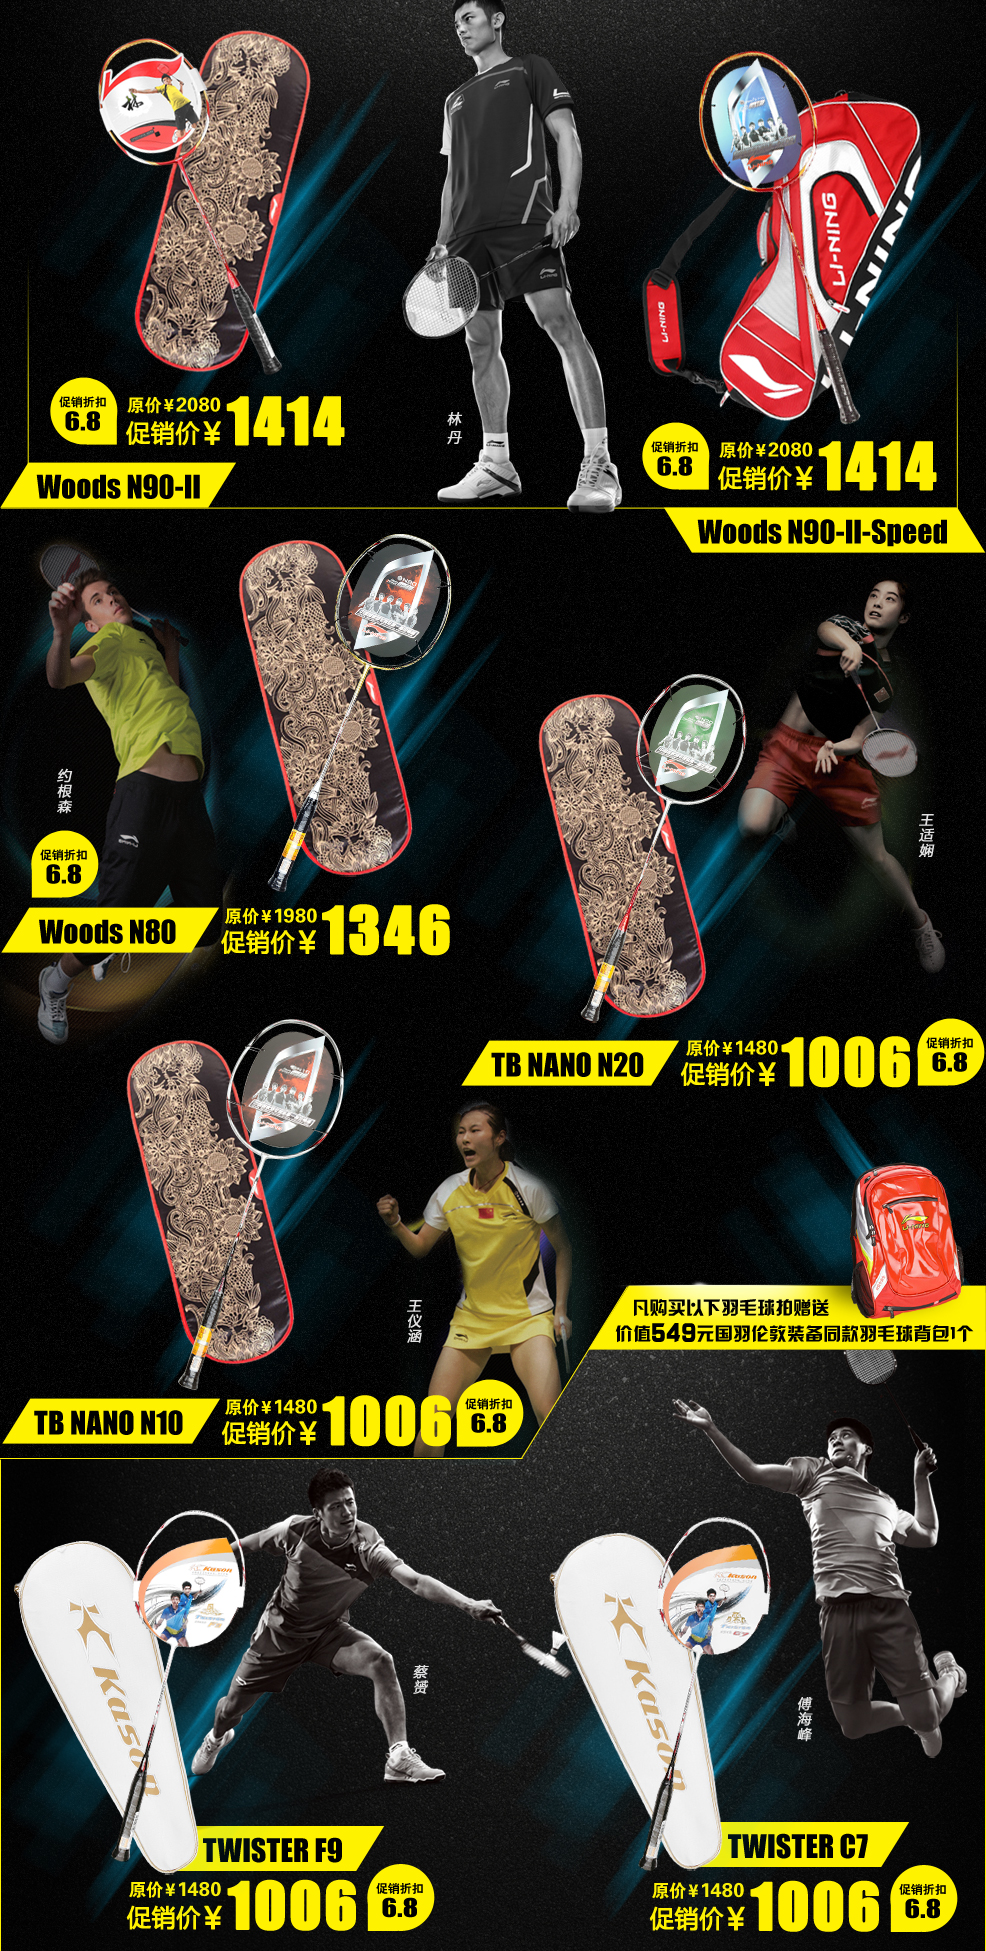 LI-NING
LI-NING
林丹
促销折扣
6.8
原价¥2080
促销价¥1414
Woods N90-II
促销折扣
6.8
原价¥2080
促销价¥1414
Woods N90-II-Speed
约根森
促销折扣
6.8
Woods N80
原价¥1980
促销价¥1346
王适娴
TB NANO N20
原价¥1480
促销价¥1006
促销折扣
6.8
王仪涵
凡购买以下羽毛球拍赠送
价值549元国羽伦敦装备同款羽毛球背包1个
TB NANO N10
原价¥1480
促销价¥1006
促销折扣
6.8
Kason
Kason
蔡赟
Kason
Kason
傅海峰
TWISTER F9
原价¥1480
促销价¥1006
促销折扣
6.8
TWISTER C7
原价¥1480
促销价¥1006
促销折扣
6.8